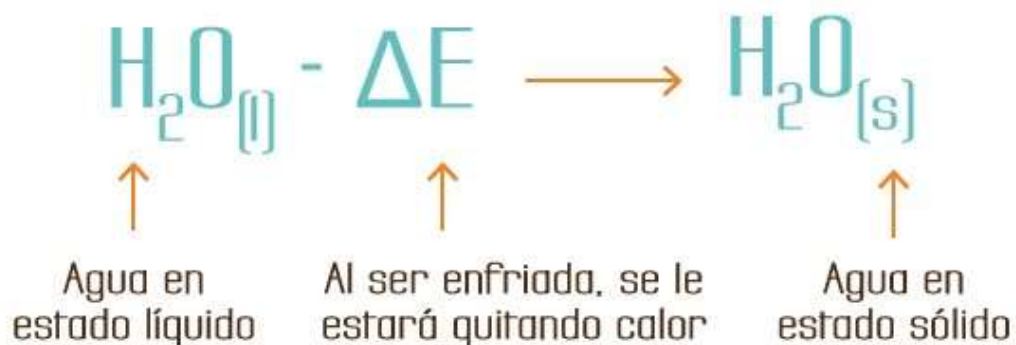 H₂O(l) - ΔE → H₂O(s)
Agua en
estado líquido
Al ser enfriada, se le
estará quitando calor
Agua en
estado sólido